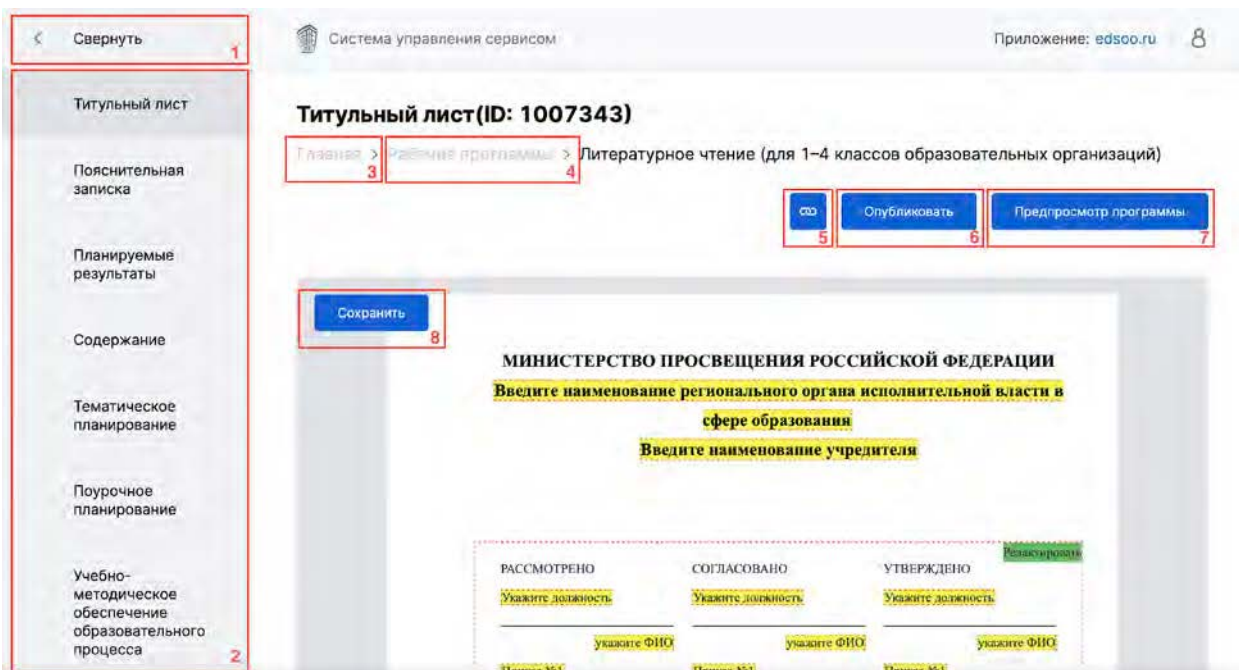 Свернуть
1
Система управления сервисом
Приложение: edsoo.ru
Титульный лист
Пояснительная
записка
Планируемые
результаты
Содержание
Тематическое
планирование
Поурочное
планирование
Учебно-
методическое
обеспечение
образовательного
процесса
2
Титульный лист(ID: 1007343)
Главная > Рабочие программы > Литературное чтение (для 1–4 классов образовательных организаций)
3
4
Опубликовать
Предпросмотр программы
5
6
7
Сохранить
8
МИНИСТЕРСТВО ПРОСВЕЩЕНИЯ РОССИЙСКОЙ ФЕДЕРАЦИИ
Введите наименование регионального органа исполнительной власти в
сфере образования
Введите наименование учредителя
Редактировать
РАССМОТРЕНО СОГЛАСОВАНО УТВЕРЖДЕНО
Укажите должность Укажите должность Укажите должность
укажите ФИО укажите ФИО укажите ФИО